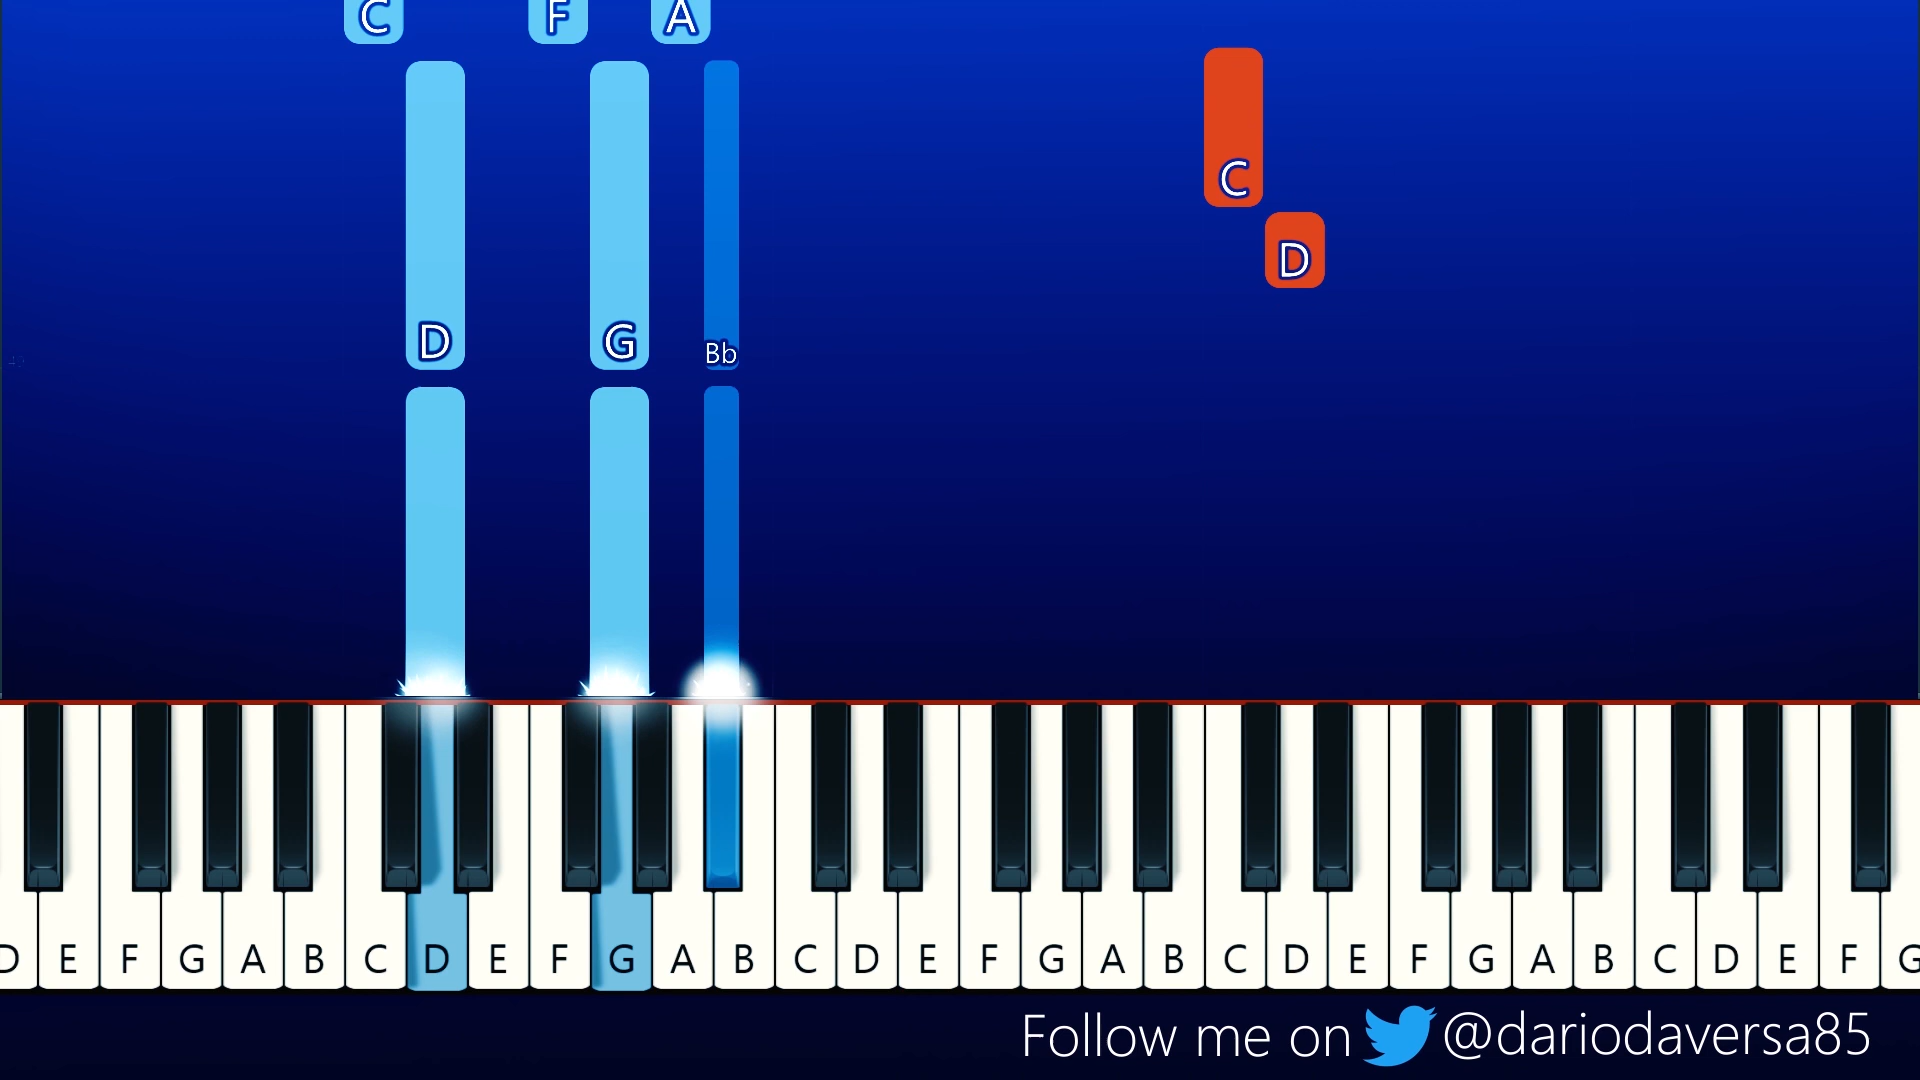 C F A
C
D
D G Bb
D E F G A B C D E F G A B C D E F G A B C D E F G A B C D E F G
Follow me on @dariodaversa85